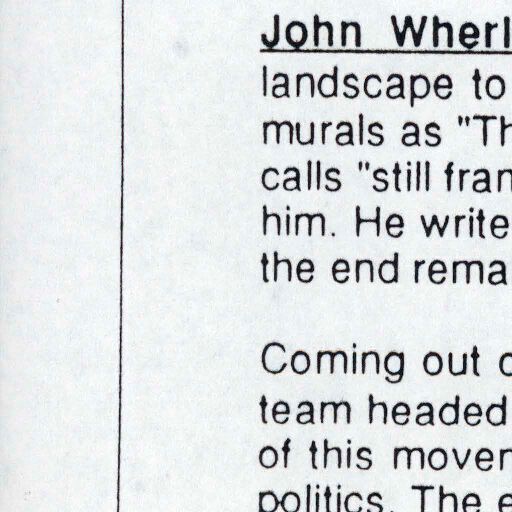 John Wherl
landscape to
murals as "Th
calls "still fran
him. He write
the end rema
Coming out o
team headed
of this mover
politics. The e